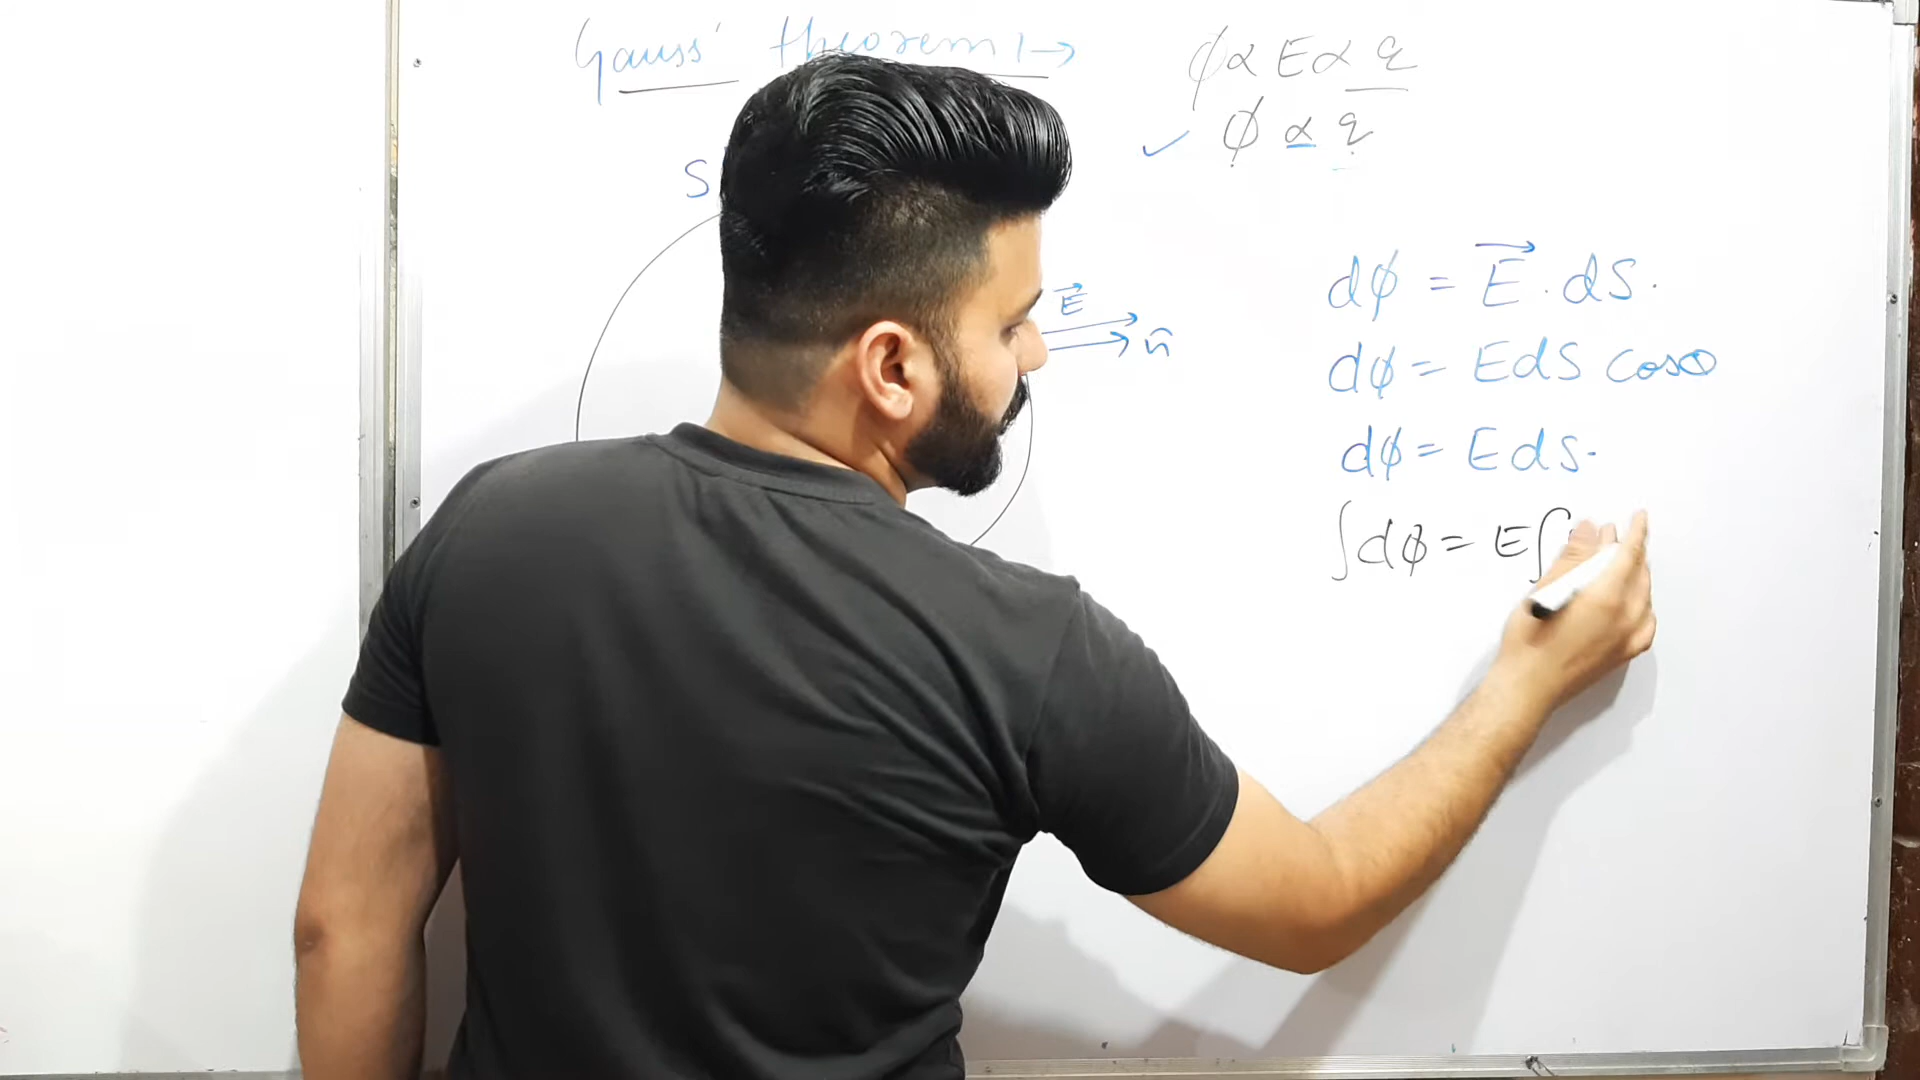 Gauss' theorem :→
φ α E α q
φ α q
S
E⃗
n̂
✓
dφ = E⃗ . dS.
dφ = EdS cosθ
dφ = EdS.
∫dφ = E∫